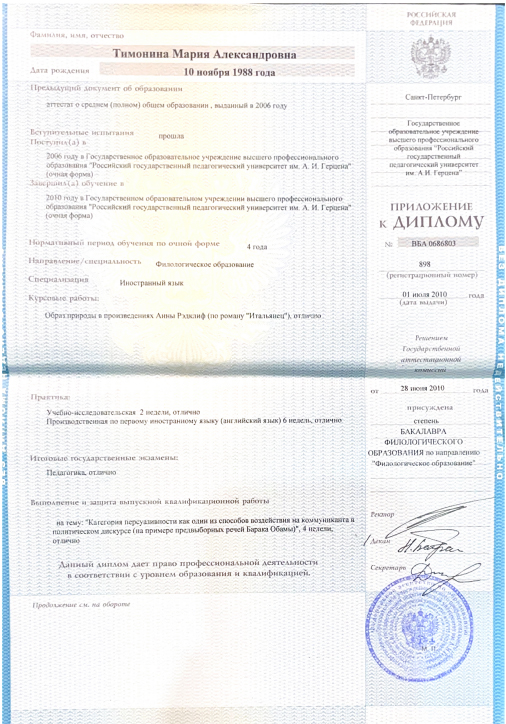 РОССИЙСКАЯ
ФЕДЕРАЦИЯ
Фамилия, имя, отчество
Тимонина Мария Александровна
Дата рождения
10 ноября 1988 года
Предыдущий документ об образовании
аттестат о среднем (полном) общем образовании , выданный в 2006 году
Вступительные испытания
прошла
Поступил(а) в
2006 году в Государственное образовательное учреждение высшего профессионального
образования "Российский государственный педагогический университет им. А. И. Герцена"
(очная форма)
Завершил(а) обучение в
2010 году в Государственном образовательном учреждении высшего профессионального
образования "Российский государственный педагогический университет им. А. И. Герцена"
(очная форма)
Нормативный период обучения по очной форме
4 года
Направление/специальность
Филологическое образование
Специализация
Иностранный язык
Курсовые работы:
Образ природы в произведениях Анны Рэдклиф (по роману "Итальянец"), отлично
Практика:
Учебно-исследовательская 2 недели, отлично
Производственная по первому иностранному языку (английский язык) 6 недель, отлично
Итоговые государственные экзамены:
Педагогика, отлично
Выполнение и защита выпускной квалификационной работы
на тему: "Категория персуазивности как один из способов воздействия на коммуниканта в
политическом дискурсе (на примере предвыборных речей Барака Обамы)", 4 недели,
отлично
Данный диплом дает право профессиональной деятельности
в соответствии с уровнем образования и квалификацией.
Продолжение см. на обороте
Санкт-Петербург
Государственное
образовательное учреждение
высшего профессионального
образования "Российский
государственный
педагогический университет
им. А.И. Герцена"
ПРИЛОЖЕНИЕ
к ДИПЛОМУ
№ ВБА 0686803
898
(регистрационный номер)
01 июля 2010 года
(дата выдачи)
Решением
Государственной
аттестационной
комиссии
от 28 июня 2010 года
присуждена
степень
БАКАЛАВРА
ФИЛОЛОГИЧЕСКОГО
ОБРАЗОВАНИЯ по направлению
"Филологическое образование"
Ректор
Декан
Секретарь
М. П.
БЕЗ ДИПЛОМА НЕДЕЙСТВИТЕЛЬНО